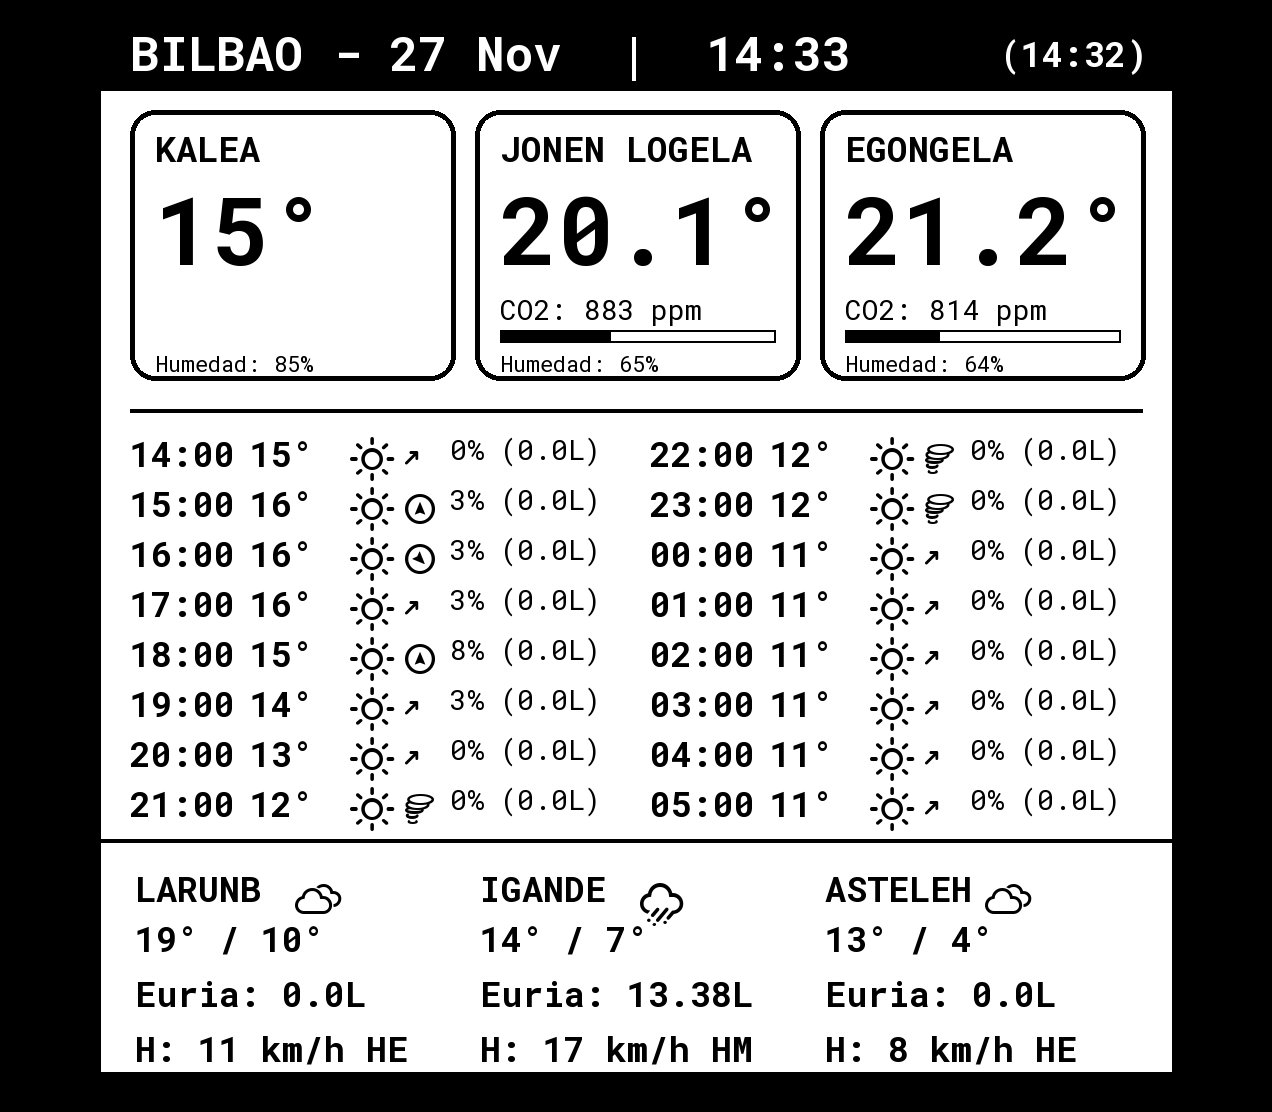 BILBAO - 27 Nov | 14:33 (14:32)
KALEA
15°
Humedad: 85%
JONEN LOGELA
20.1°
CO2: 883 ppm
Humedad: 65%
EGONGELA
21.2°
CO2: 814 ppm
Humedad: 64%
14:00 15° 0% (0.0L)
15:00 16° 3% (0.0L)
16:00 16° 3% (0.0L)
17:00 16° 3% (0.0L)
18:00 15° 8% (0.0L)
19:00 14° 3% (0.0L)
20:00 13° 0% (0.0L)
21:00 12° 0% (0.0L)
22:00 12° 0% (0.0L)
23:00 12° 0% (0.0L)
00:00 11° 0% (0.0L)
01:00 11° 0% (0.0L)
02:00 11° 0% (0.0L)
03:00 11° 0% (0.0L)
04:00 11° 0% (0.0L)
05:00 11° 0% (0.0L)
LARUNB
19° / 10°
Euria: 0.0L
H: 11 km/h HE
IGANDE
14° / 7°
Euria: 13.38L
H: 17 km/h HM
ASTELEH
13° / 4°
Euria: 0.0L
H: 8 km/h HE